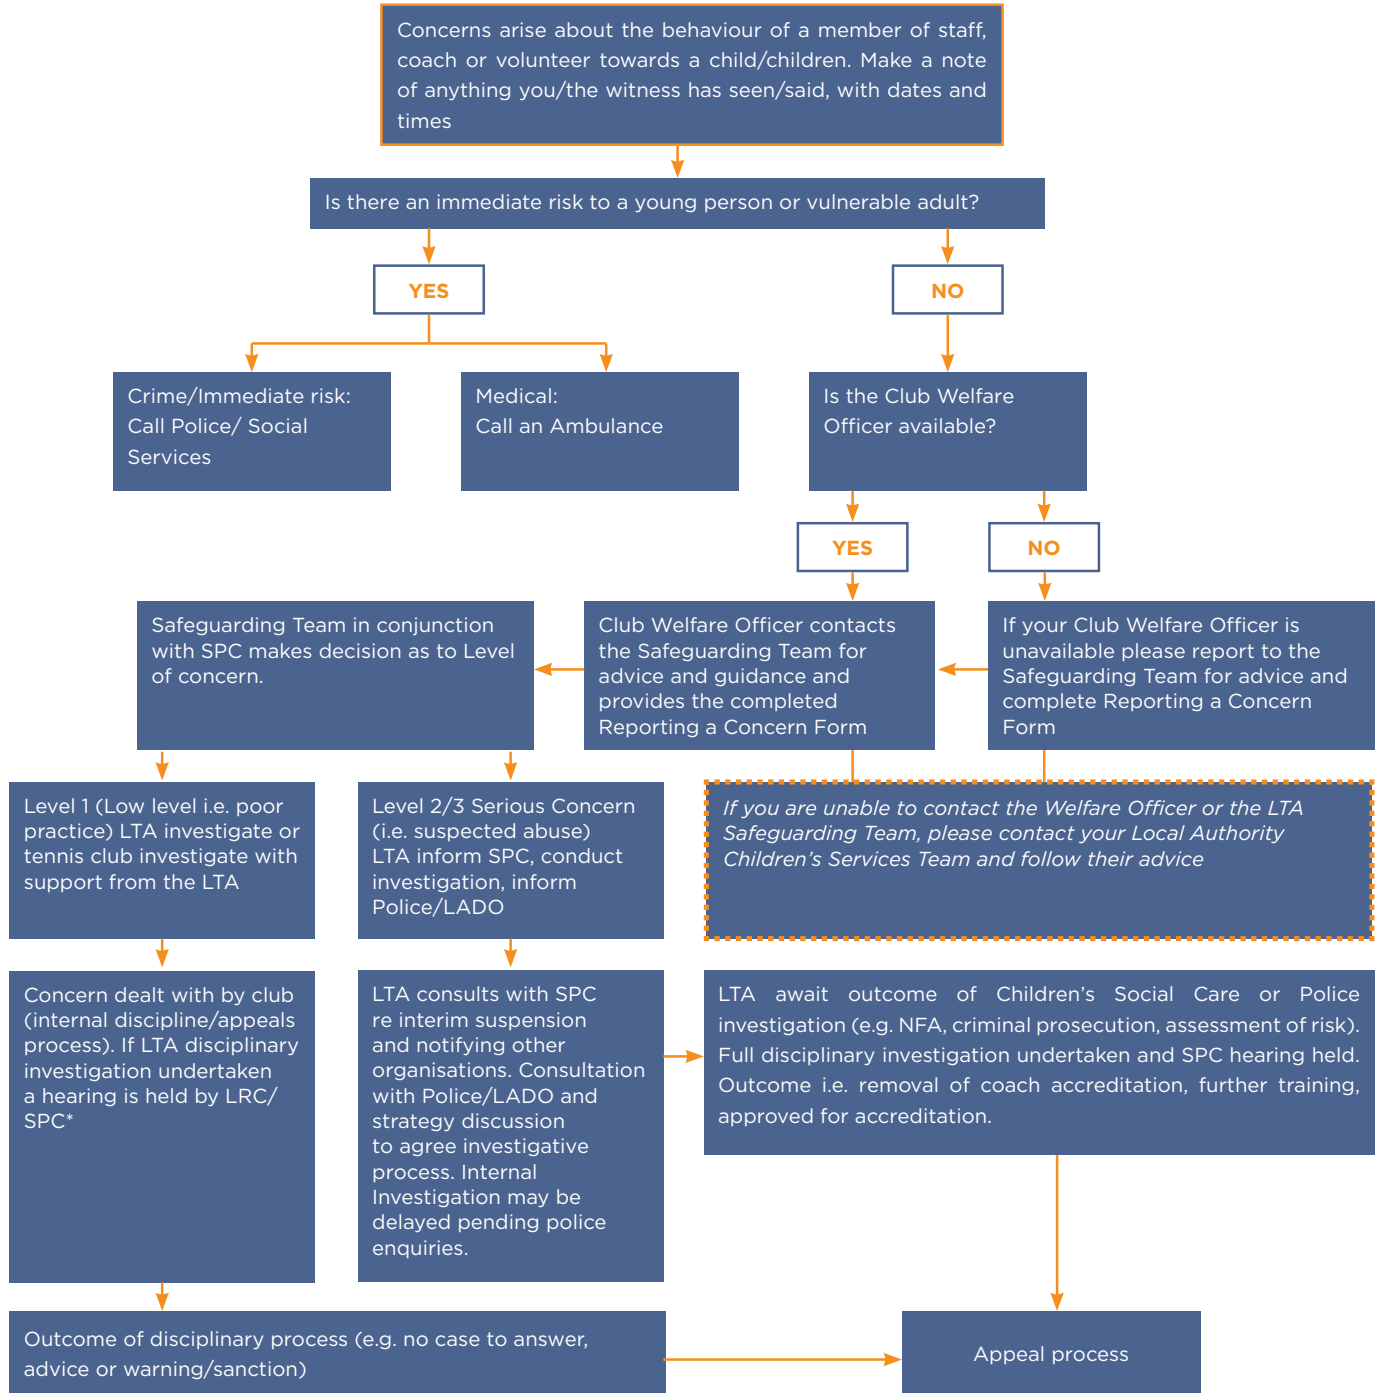 Concerns arise about the behaviour of a member of staff,
coach or volunteer towards a child/children. Make a note
of anything you/the witness has seen/said, with dates and
times
Is there an immediate risk to a young person or vulnerable adult?
YES
NO
Crime/Immediate risk:
Call Police/ Social
Services
Medical:
Call an Ambulance
Is the Club Welfare
Officer available?
YES
NO
Safeguarding Team in conjunction
with SPC makes decision as to Level
of concern.
Club Welfare Officer contacts
the Safeguarding Team for
advice and guidance and
provides the completed
Reporting a Concern Form
If your Club Welfare Officer is
unavailable please report to the
Safeguarding Team for advice and
complete Reporting a Concern
Form
Level 1 (Low level i.e. poor
practice) LTA investigate or
tennis club investigate with
support from the LTA
Level 2/3 Serious Concern
(i.e. suspected abuse)
LTA inform SPC, conduct
investigation, inform
Police/LADO
If you are unable to contact the Welfare Officer or the LTA
Safeguarding Team, please contact your Local Authority
Children's Services Team and follow their advice
Concern dealt with by club
(internal discipline/appeals
process). If LTA disciplinary
investigation undertaken
a hearing is held by LRC/
SPC*
LTA consults with SPC
re interim suspension
and notifying other
organisations. Consultation
with Police/LADO and
strategy discussion
to agree investigative
process. Internal
Investigation may be
delayed pending police
enquiries.
LTA await outcome of Children's Social Care or Police
investigation (e.g. NFA, criminal prosecution, assessment of risk).
Full disciplinary investigation undertaken and SPC hearing held.
Outcome i.e. removal of coach accreditation, further training,
approved for accreditation.
Outcome of disciplinary process (e.g. no case to answer,
advice or warning/sanction)
Appeal process